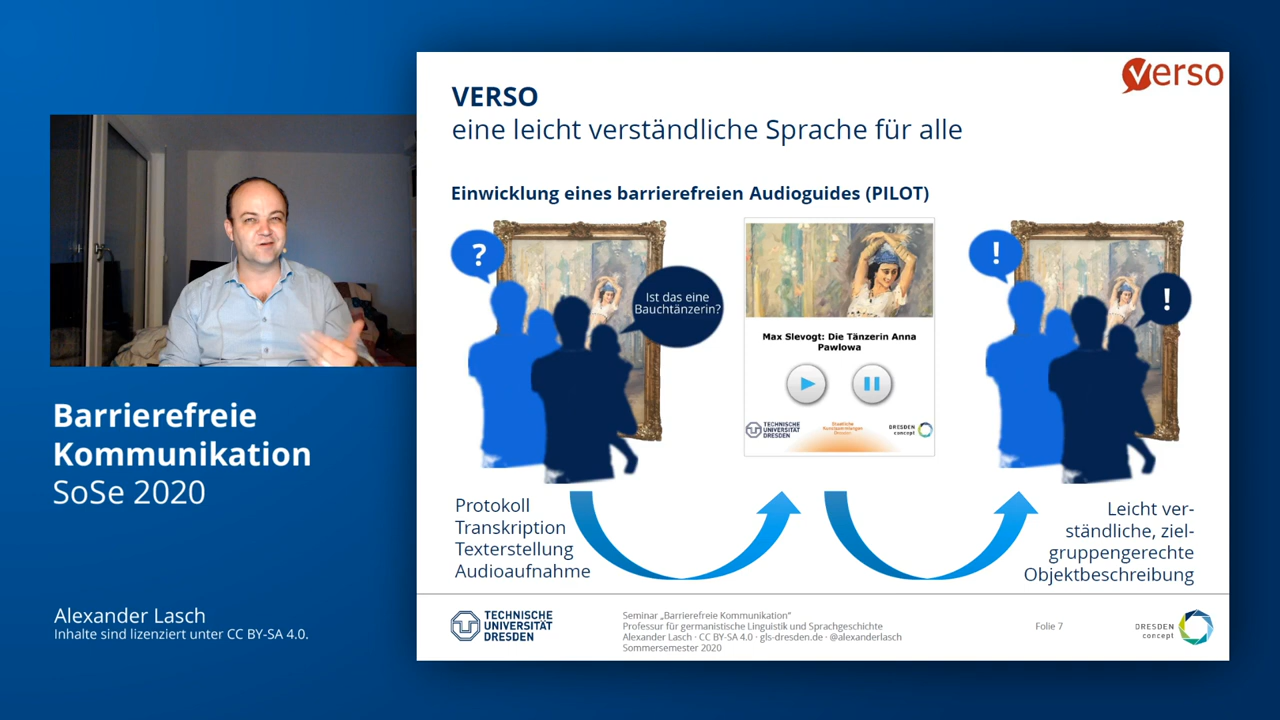 verso
VERSO
eine leicht verständliche Sprache für alle
Einwicklung eines barrierefreien Audioguides (PILOT)
?
Ist das eine
Bauchtänzerin?
Max Slevogt: Die Tänzerin Anna
Pawlowa
TECHNISCHE
UNIVERSITÄT
DRESDEN
Staatliche
Kunstsammlungen
Dresden
DRESDEN
concept
!
!
Protokoll
Transkription
Texterstellung
Audioaufnahme
Leicht ver-
ständliche, ziel-
gruppengerechte
Objektbeschreibung
Barrierefreie
Kommunikation
SoSe 2020
Alexander Lasch
Inhalte sind lizenziert unter CC BY-SA 4.0.
TECHNISCHE
UNIVERSITÄT
DRESDEN
Seminar „Barrierefreie Kommunikation“
Professur für germanistische Linguistik und Sprachgeschichte
Alexander Lasch · CC BY-SA 4.0 · gls-dresden.de · @alexanderlasch
Sommersemester 2020
Folie 7
DRESDEN
concept